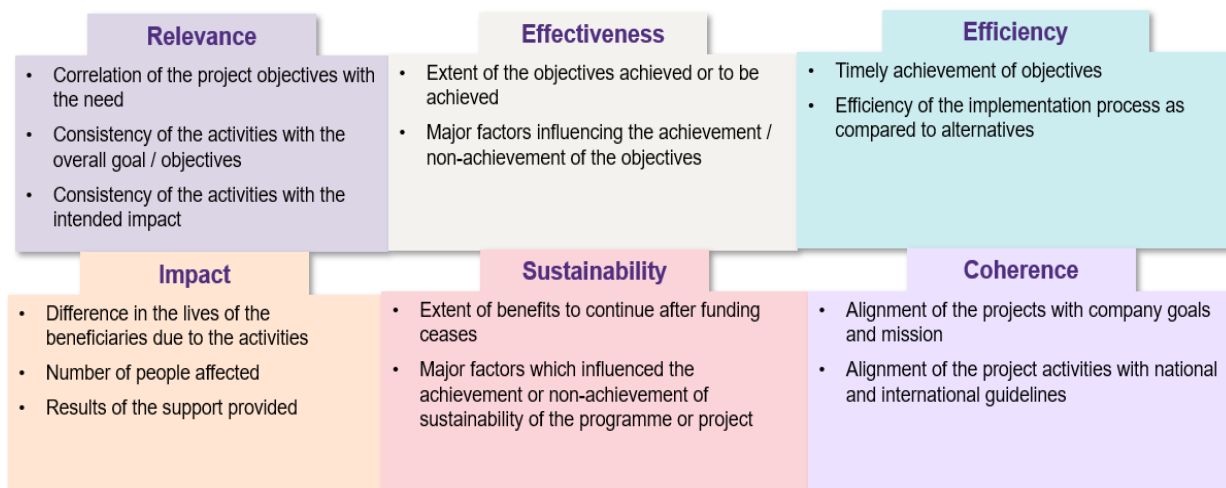 Relevance
• Correlation of the project objectives with
the need
• Consistency of the activities with the
overall goal / objectives
• Consistency of the activities with the
intended impact
Effectiveness
• Extent of the objectives achieved or to be
achieved
• Major factors influencing the achievement /
non-achievement of the objectives
Efficiency
• Timely achievement of objectives
• Efficiency of the implementation process as
compared to alternatives
Impact
• Difference in the lives of the
beneficiaries due to the activities
• Number of people affected
• Results of the support provided
Sustainability
• Extent of benefits to continue after funding
ceases
• Major factors which influenced the
achievement or non-achievement of
sustainability of the programme or project
Coherence
• Alignment of the projects with company goals
and mission
• Alignment of the project activities with national
and international guidelines